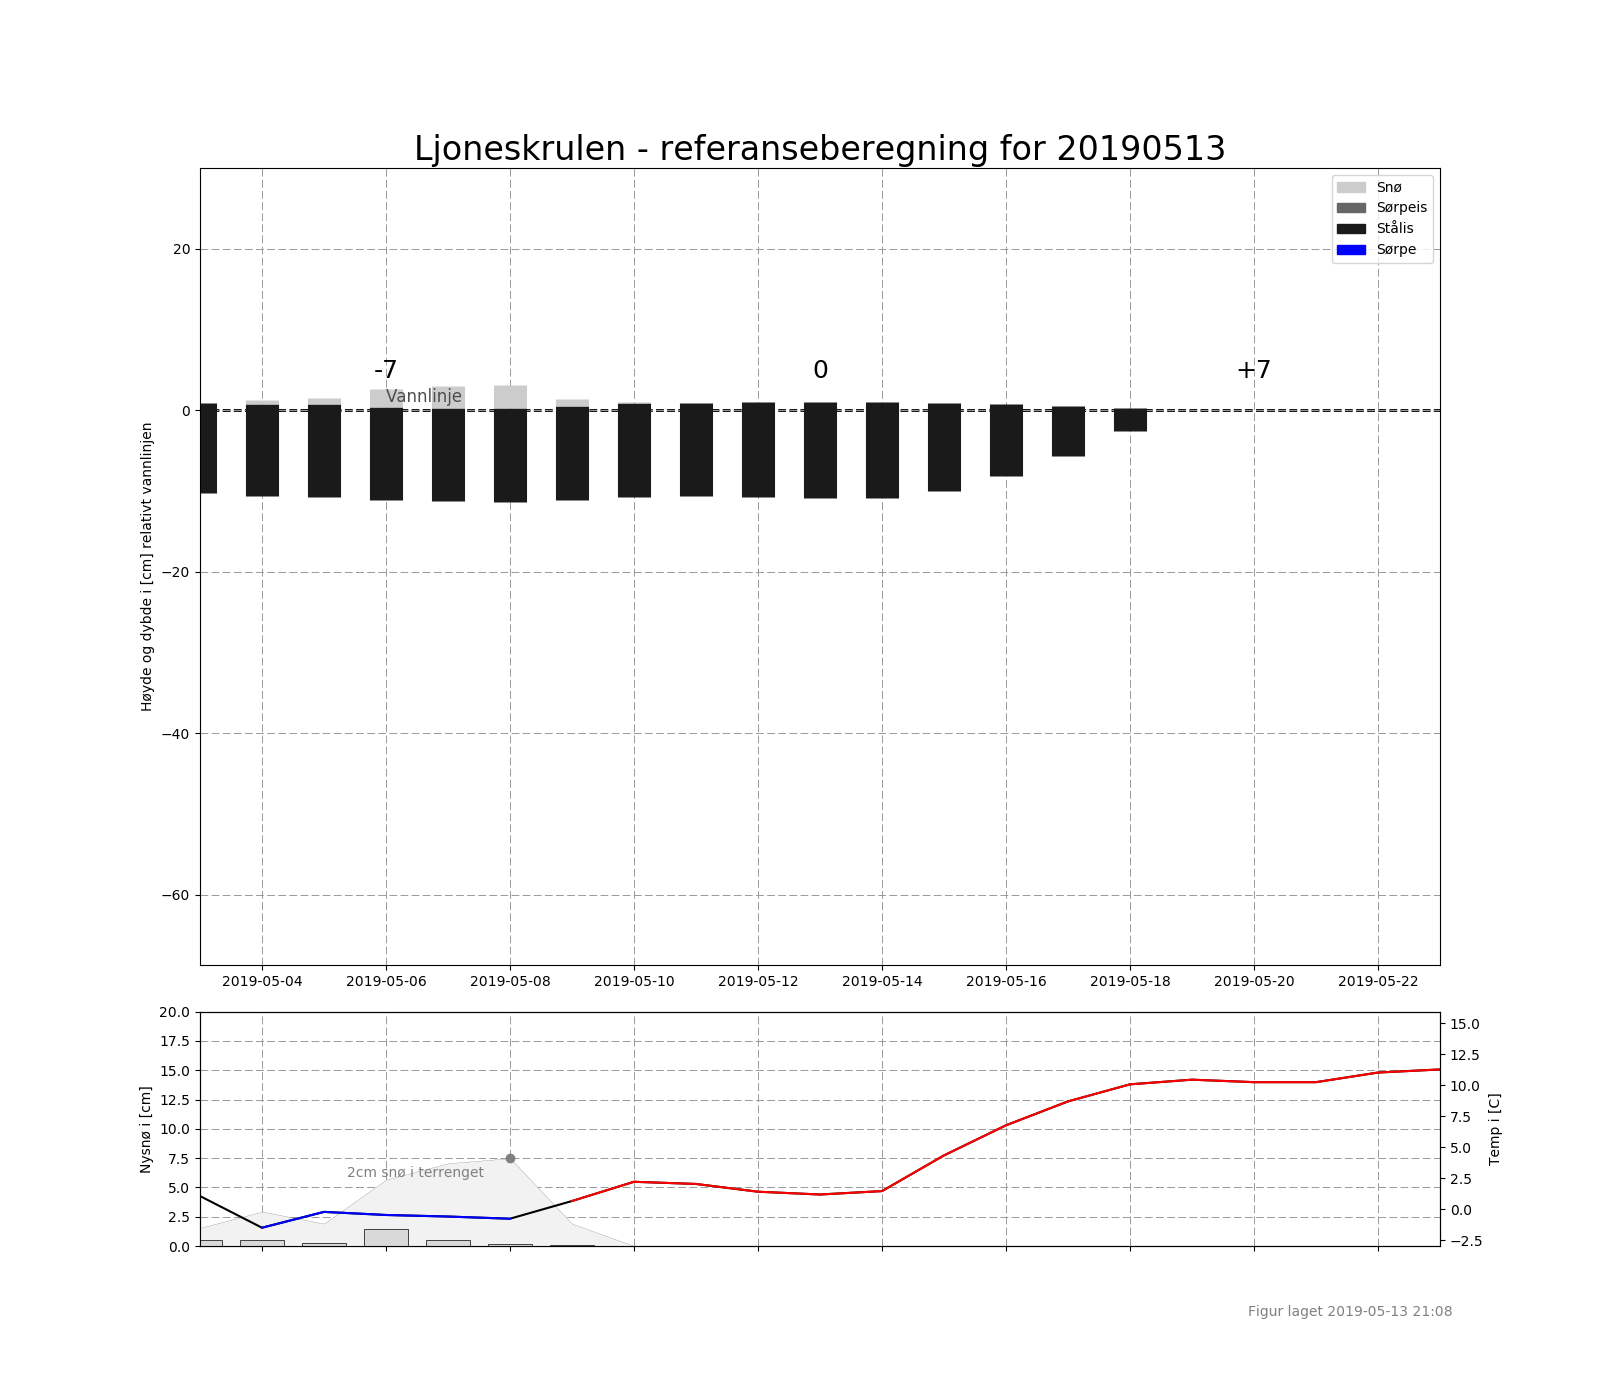 Ljoneskrulen - referanseberegning for 20190513
Snø
Sørpeis
Stålis
Sørpe
20
0
−20
−40
−60
Høyde og dybde i [cm] relativt vannlinjen
-7
0
+7
Vannlinje
2019-05-04 2019-05-06 2019-05-08 2019-05-10 2019-05-12 2019-05-14 2019-05-16 2019-05-18 2019-05-20 2019-05-22
20.0
17.5
15.0
12.5
10.0
7.5
5.0
2.5
0.0
Nysnø i [cm]
2cm snø i terrenget
15.0
12.5
10.0
7.5
5.0
2.5
0.0
−2.5
Temp i [C]
Figur laget 2019-05-13 21:08